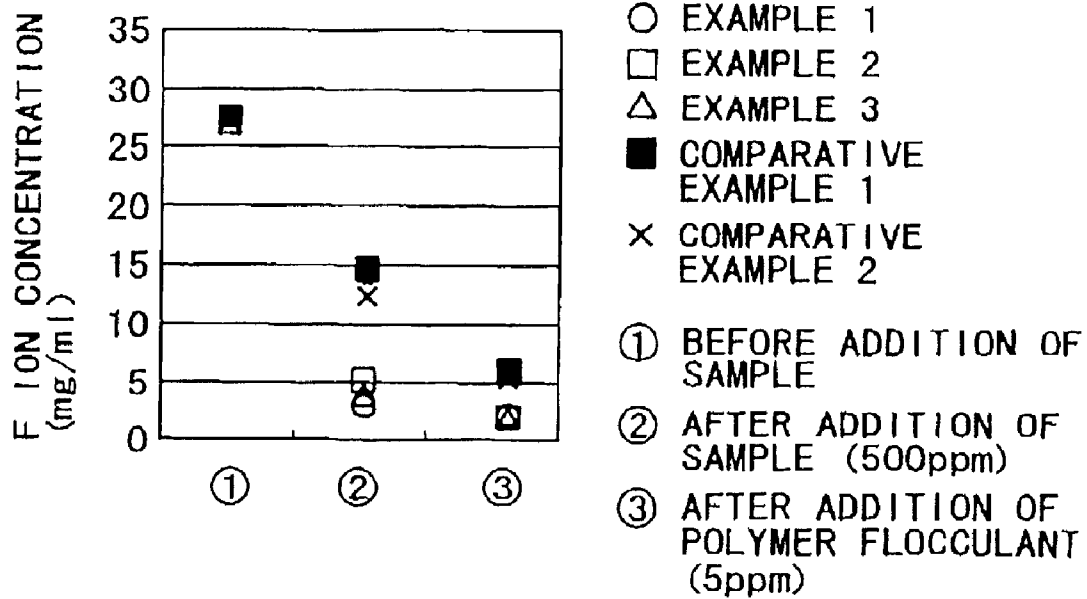 F ION CONCENTRATION
(mg/ml)
35
30
25
20
15
10
5
0
①
②
③
○ EXAMPLE 1
□ EXAMPLE 2
△ EXAMPLE 3
■ COMPARATIVE
EXAMPLE 1
× COMPARATIVE
EXAMPLE 2
① BEFORE ADDITION OF
SAMPLE
② AFTER ADDITION OF
SAMPLE (500ppm)
③ AFTER ADDITION OF
POLYMER FLOCCULANT
(5ppm)